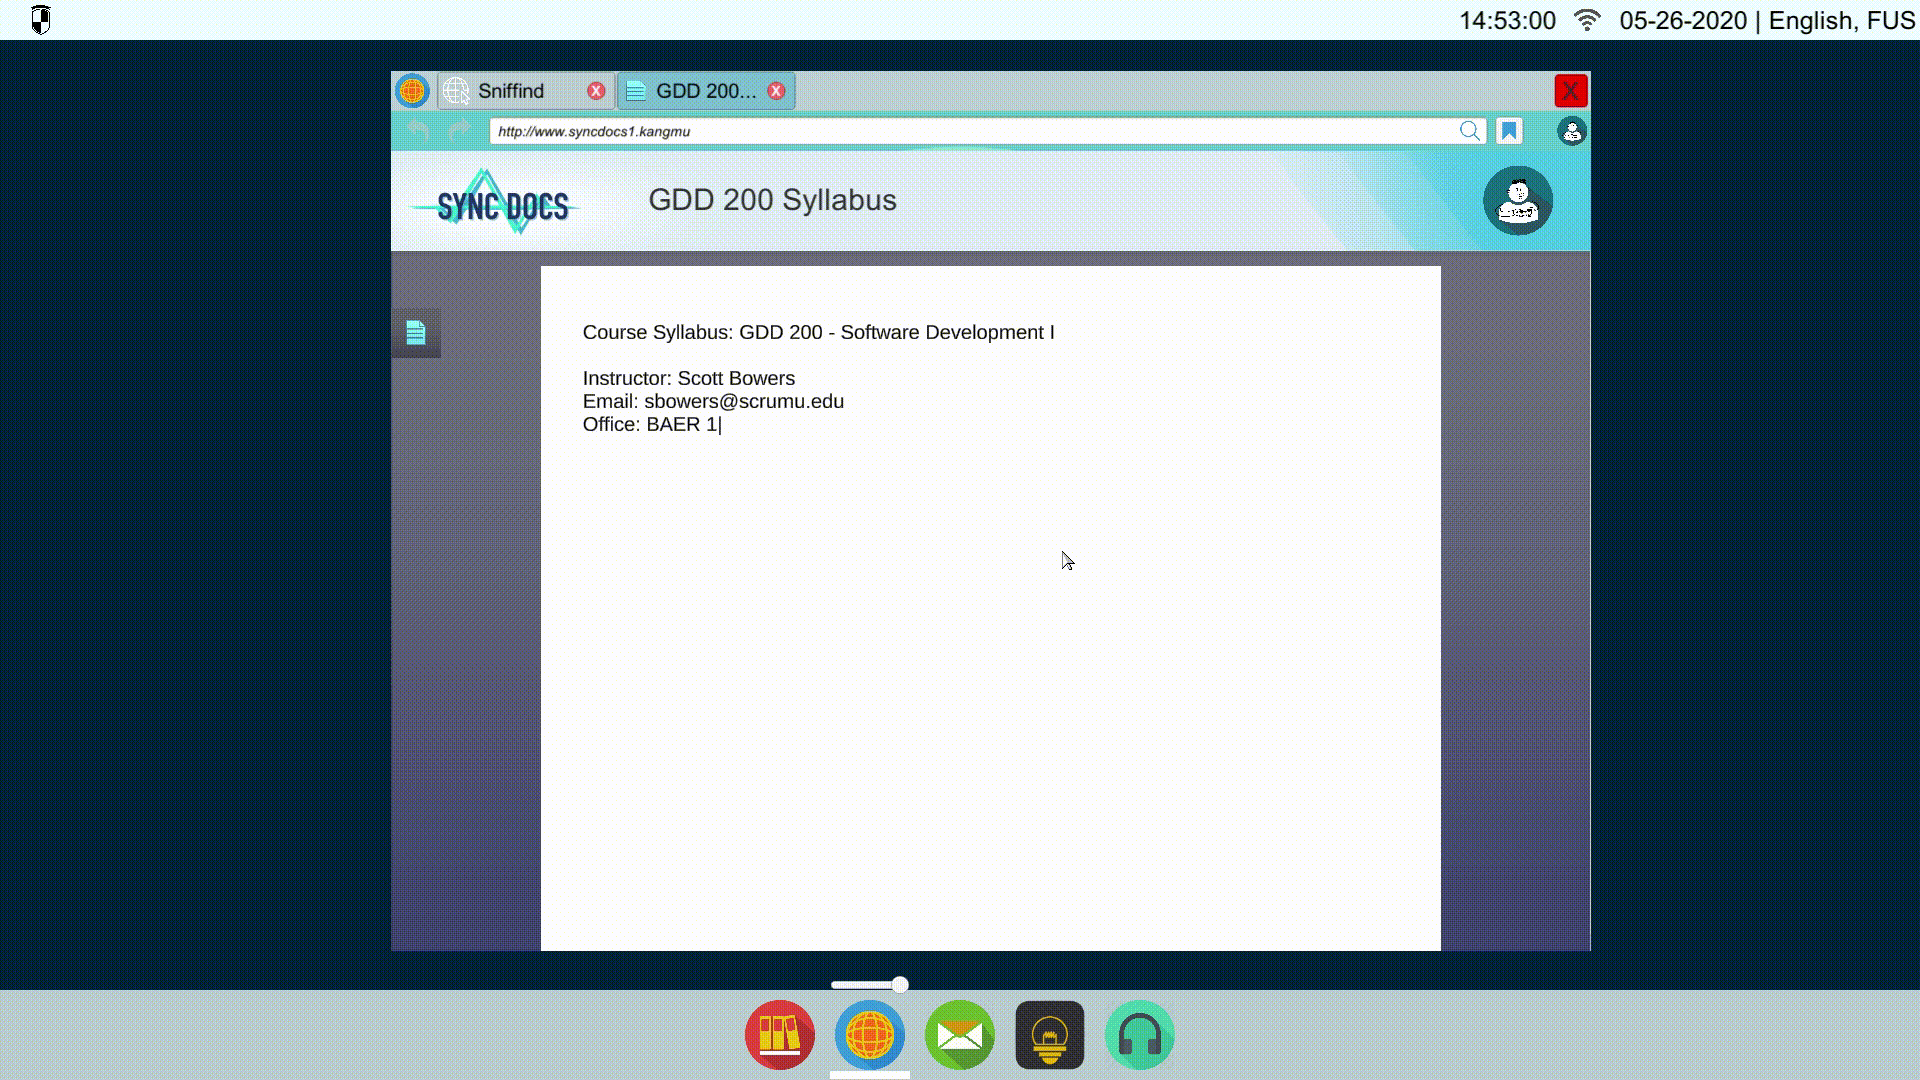 14:53:00 05-26-2020 | English, FUS
Sniffind
GDD 200...
X
http://www.syncdocs1.kangmu
SYNC DOCS
GDD 200 Syllabus
Course Syllabus: GDD 200 - Software Development I
Instructor: Scott Bowers
Email: sbowers@scrumu.edu
Office: BAER 1